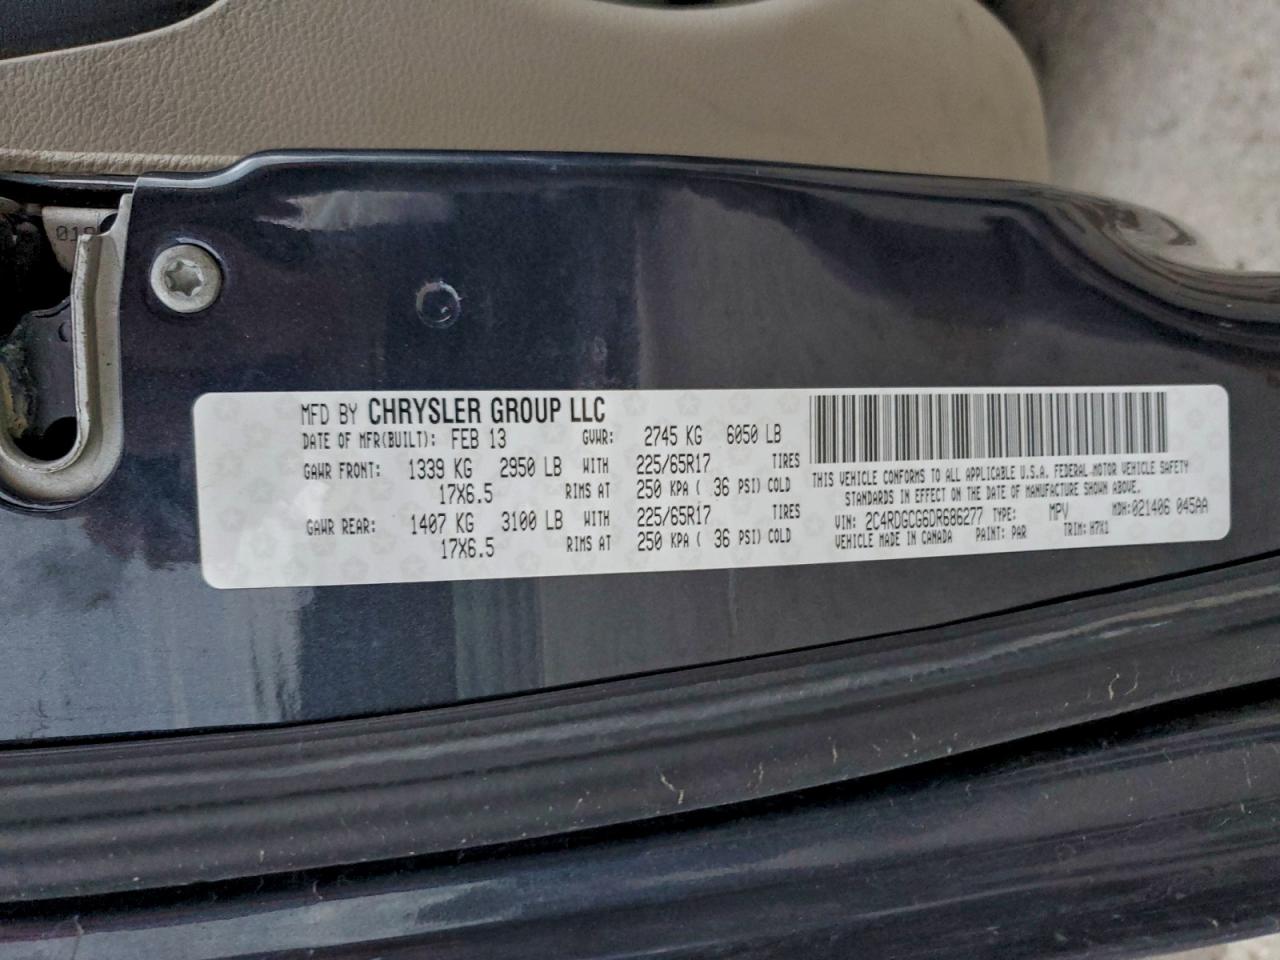 019
MFD BY CHRYSLER GROUP LLC
DATE OF MFR(BUILT): FEB 13 GVWR: 2745 KG 6050 LB
GAWR FRONT: 1339 KG 2950 LB WITH 225/65R17 TIRES
17X6.5 RIMS AT 250 KPA ( 36 PSI) COLD
GAWR REAR: 1407 KG 3100 LB WITH 225/65R17 TIRES
17X6.5 RIMS AT 250 KPA ( 36 PSI) COLD
THIS VEHICLE CONFORMS TO ALL APPLICABLE U.S.A. FEDERAL MOTOR VEHICLE SAFETY
STANDARDS IN EFFECT ON THE DATE OF MANUFACTURE SHOWN ABOVE.
VIN: 2C4RDGCG6DR686277 TYPE: MPV MDH: 021406 045AA
VEHICLE MADE IN CANADA PAINT: PAR TRIM: H7X1